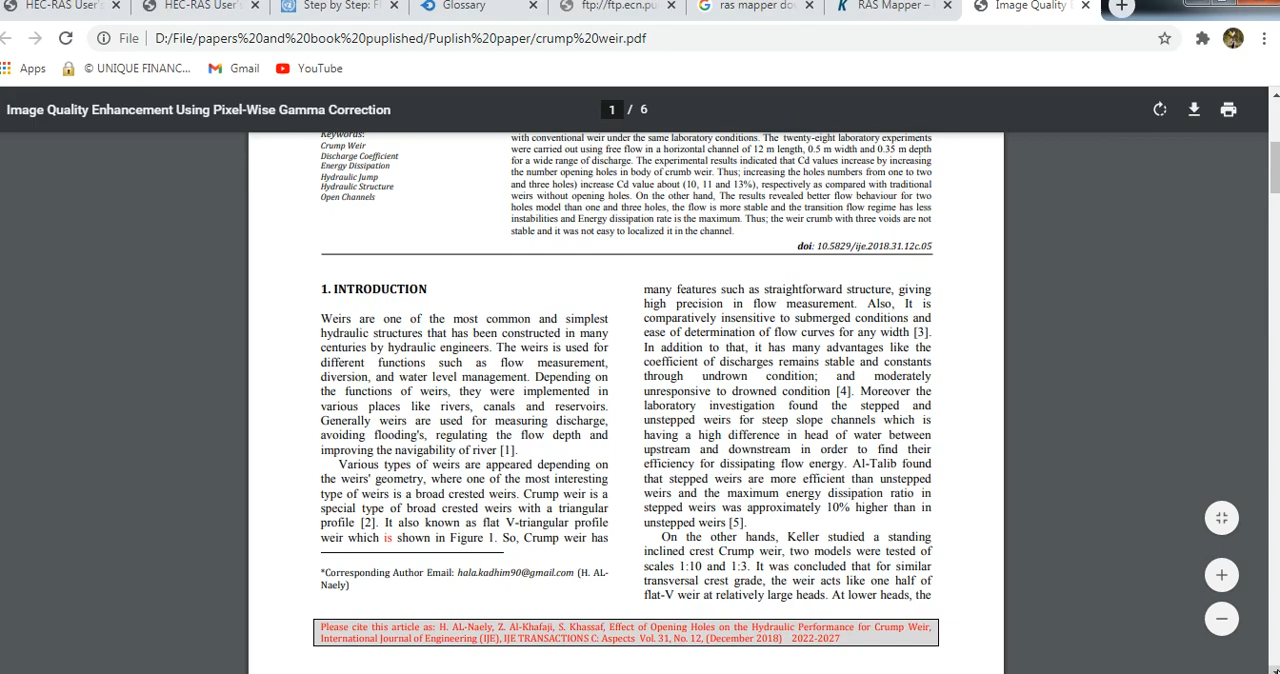 HEC-RAS User's
HEC-RAS User's
Step by Step: F
Glossary
ftp://ftp.ecn.pu
ras mapper do
RAS Mapper –
Image Quality
File
D:/File/papers%20and%20book%20puplished/Puplish%20paper/crump%20weir.pdf
Apps
© UNIQUE FINANC...
Gmail
YouTube
Image Quality Enhancement Using Pixel-Wise Gamma Correction
1 / 6
Keywords:
Crump Weir
Discharge Coefficient
Energy Dissipation
Hydraulic Jump
Hydraulic Structure
Open Channels
with conventional weir under the same laboratory conditions. The twenty-eight laboratory experiments
were carried out using free flow in a horizontal channel of 12 m length, 0.5 m width and 0.35 m depth
for a wide range of discharge. The experimental results indicated that Cd values increase by increasing
the number opening holes in body of crump weir. Thus; increasing the holes numbers from one to two
and three holes) increase Cd value about (10, 11 and 13%), respectively as compared with traditional
weirs without opening holes. On the other hand, The results revealed better flow behaviour for two
holes model than one and three holes, the flow is more stable and the transition flow regime has less
instabilities and Energy dissipation rate is the maximum. Thus; the weir crumb with three voids are not
stable and it was not easy to localized it in the channel.
doi: 10.5829/ije.2018.31.12c.05
1. INTRODUCTION
Weirs are one of the most common and simplest
hydraulic structures that has been constructed in many
centuries by hydraulic engineers. The weirs is used for
different functions such as flow measurement,
diversion, and water level management. Depending on
the functions of weirs, they were implemented in
various places like rivers, canals and reservoirs.
Generally weirs are used for measuring discharge,
avoiding flooding's, regulating the flow depth and
improving the navigability of river [1].
Various types of weirs are appeared depending on
the weirs' geometry, where one of the most interesting
type of weirs is a broad crested weirs. Crump weir is a
special type of broad crested weirs with a triangular
profile [2]. It also known as flat V-triangular profile
weir which is shown in Figure 1. So, Crump weir has
*Corresponding Author Email: hala.kadhim90@gmail.com (H. AL-
Naely)
many features such as straightforward structure, giving
high precision in flow measurement. Also, It is
comparatively insensitive to submerged conditions and
ease of determination of flow curves for any width [3].
In addition to that, it has many advantages like the
coefficient of discharges remains stable and constants
through undrown condition; and moderately
unresponsive to drowned condition [4]. Moreover the
laboratory investigation found the stepped and
unstepped weirs for steep slope channels which is
having a high difference in head of water between
upstream and downstream in order to find their
efficiency for dissipating flow energy. Al-Talib found
that stepped weirs are more efficient than unstepped
weirs and the maximum energy dissipation ratio in
stepped weirs was approximately 10% higher than in
unstepped weirs [5].
On the other hands, Keller studied a standing
inclined crest Crump weir, two models were tested of
scales 1:10 and 1:3. It was concluded that for similar
transversal crest grade, the weir acts like one half of
flat-V weir at relatively large heads. At lower heads, the
Please cite this article as: H. AL-Naely, Z. Al-Khafaji, S. Khassaf, Effect of Opening Holes on the Hydraulic Performance for Crump Weir,
International Journal of Engineering (IJE), IJE TRANSACTIONS C: Aspects Vol. 31, No. 12, (December 2018) 2022-2027